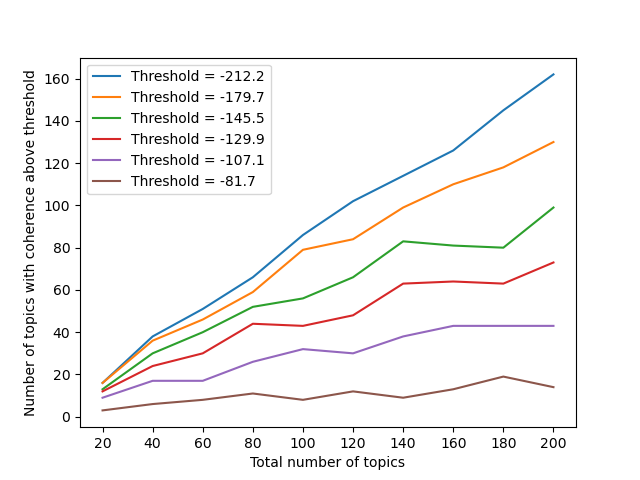 Number of topics with coherence above threshold
160
140
120
100
80
60
40
20
0
Threshold = -212.2
Threshold = -179.7
Threshold = -145.5
Threshold = -129.9
Threshold = -107.1
Threshold = -81.7
20 40 60 80 100 120 140 160 180 200
Total number of topics